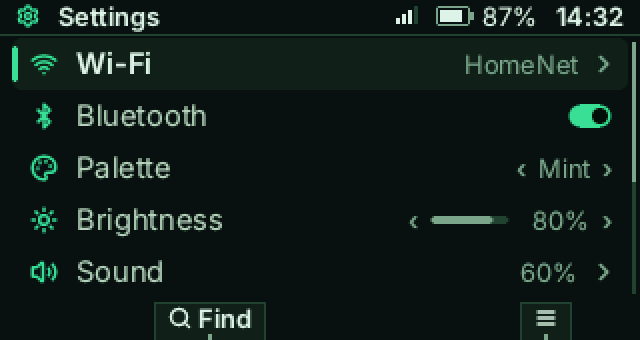 Settings 87% 14:32
Wi-Fi HomeNet >
Bluetooth
Palette ‹ Mint ›
Brightness ‹ 80% ›
Sound 60% >
Find